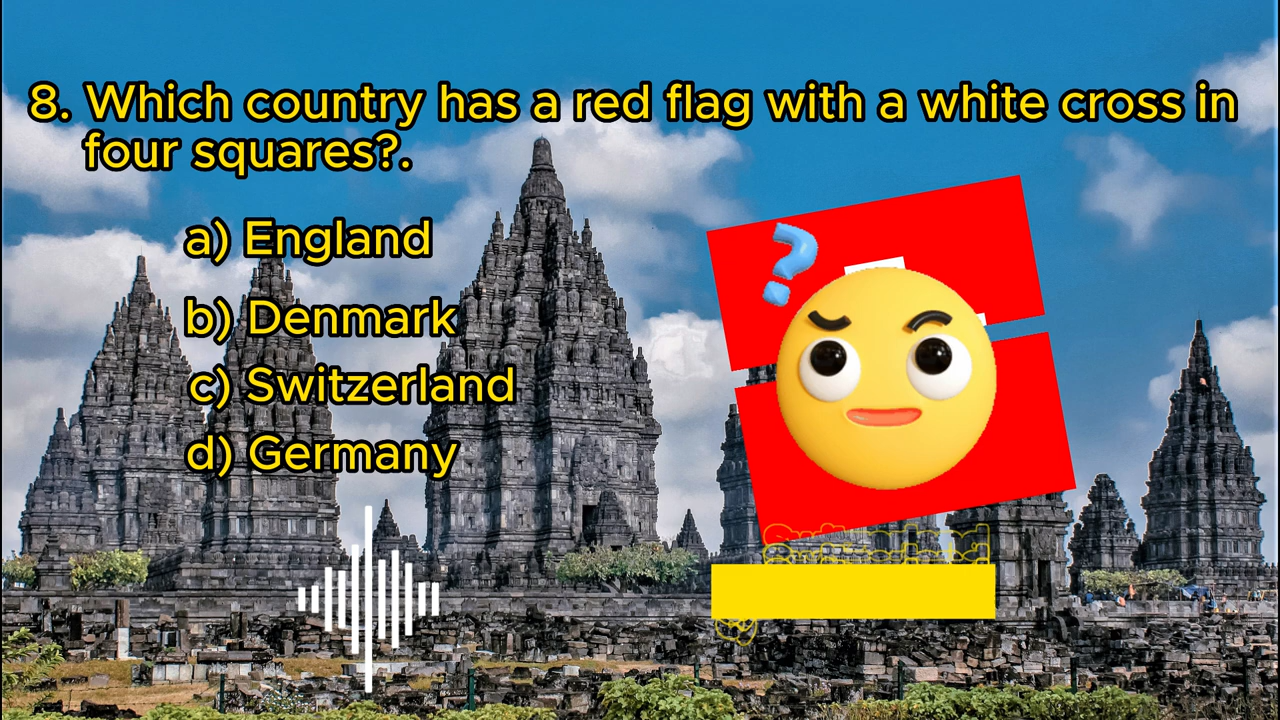 8. Which country has a red flag with a white cross in
four squares?.
a) England
b) Denmark
c) Switzerland
d) Germany